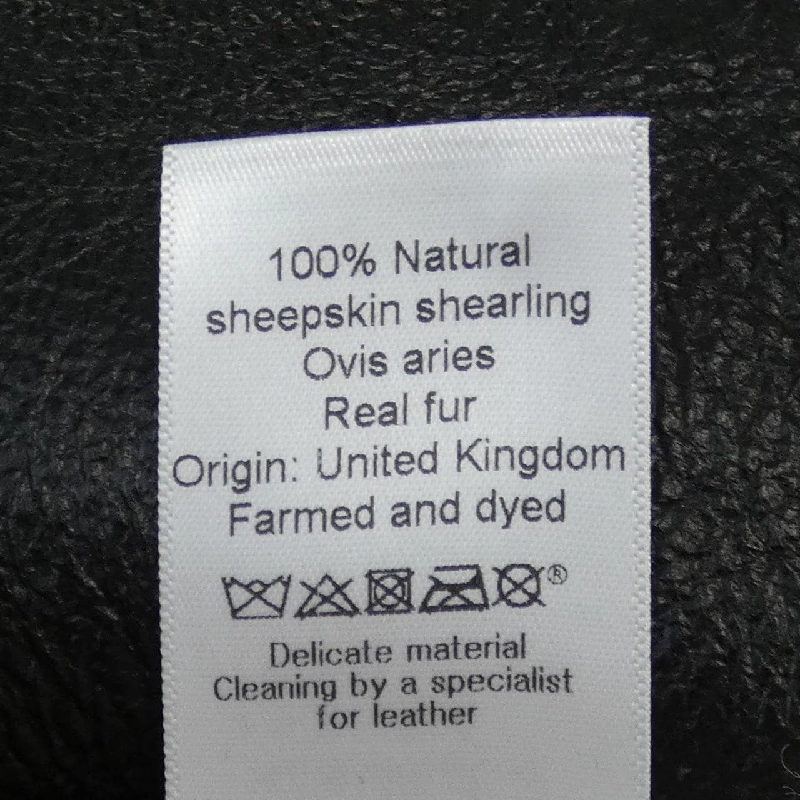 100% Natural
sheepskin shearling
Ovis aries
Real fur
Origin: United Kingdom
Farmed and dyed
®
Delicate material
Cleaning by a specialist
for leather